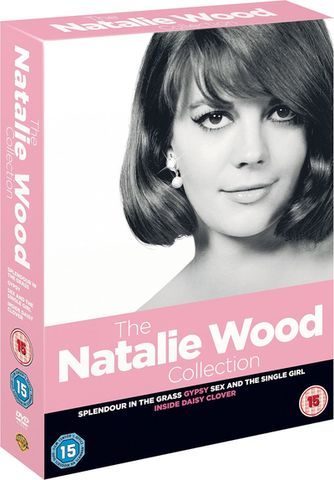 The
Natalie Wood
Collection
SPLENDOUR IN THE GRASS GYPSY SEX AND THE SINGLE GIRL
INSIDE DAISY CLOVER
15
15
The
Natalie Wood
Collection
SPLENDOUR IN
THE GRASS
GYPSY
SEX AND THE
SINGLE GIRL
INSIDE DAISY
CLOVER
15
15
DVD
The
Natalie Wood
Collection